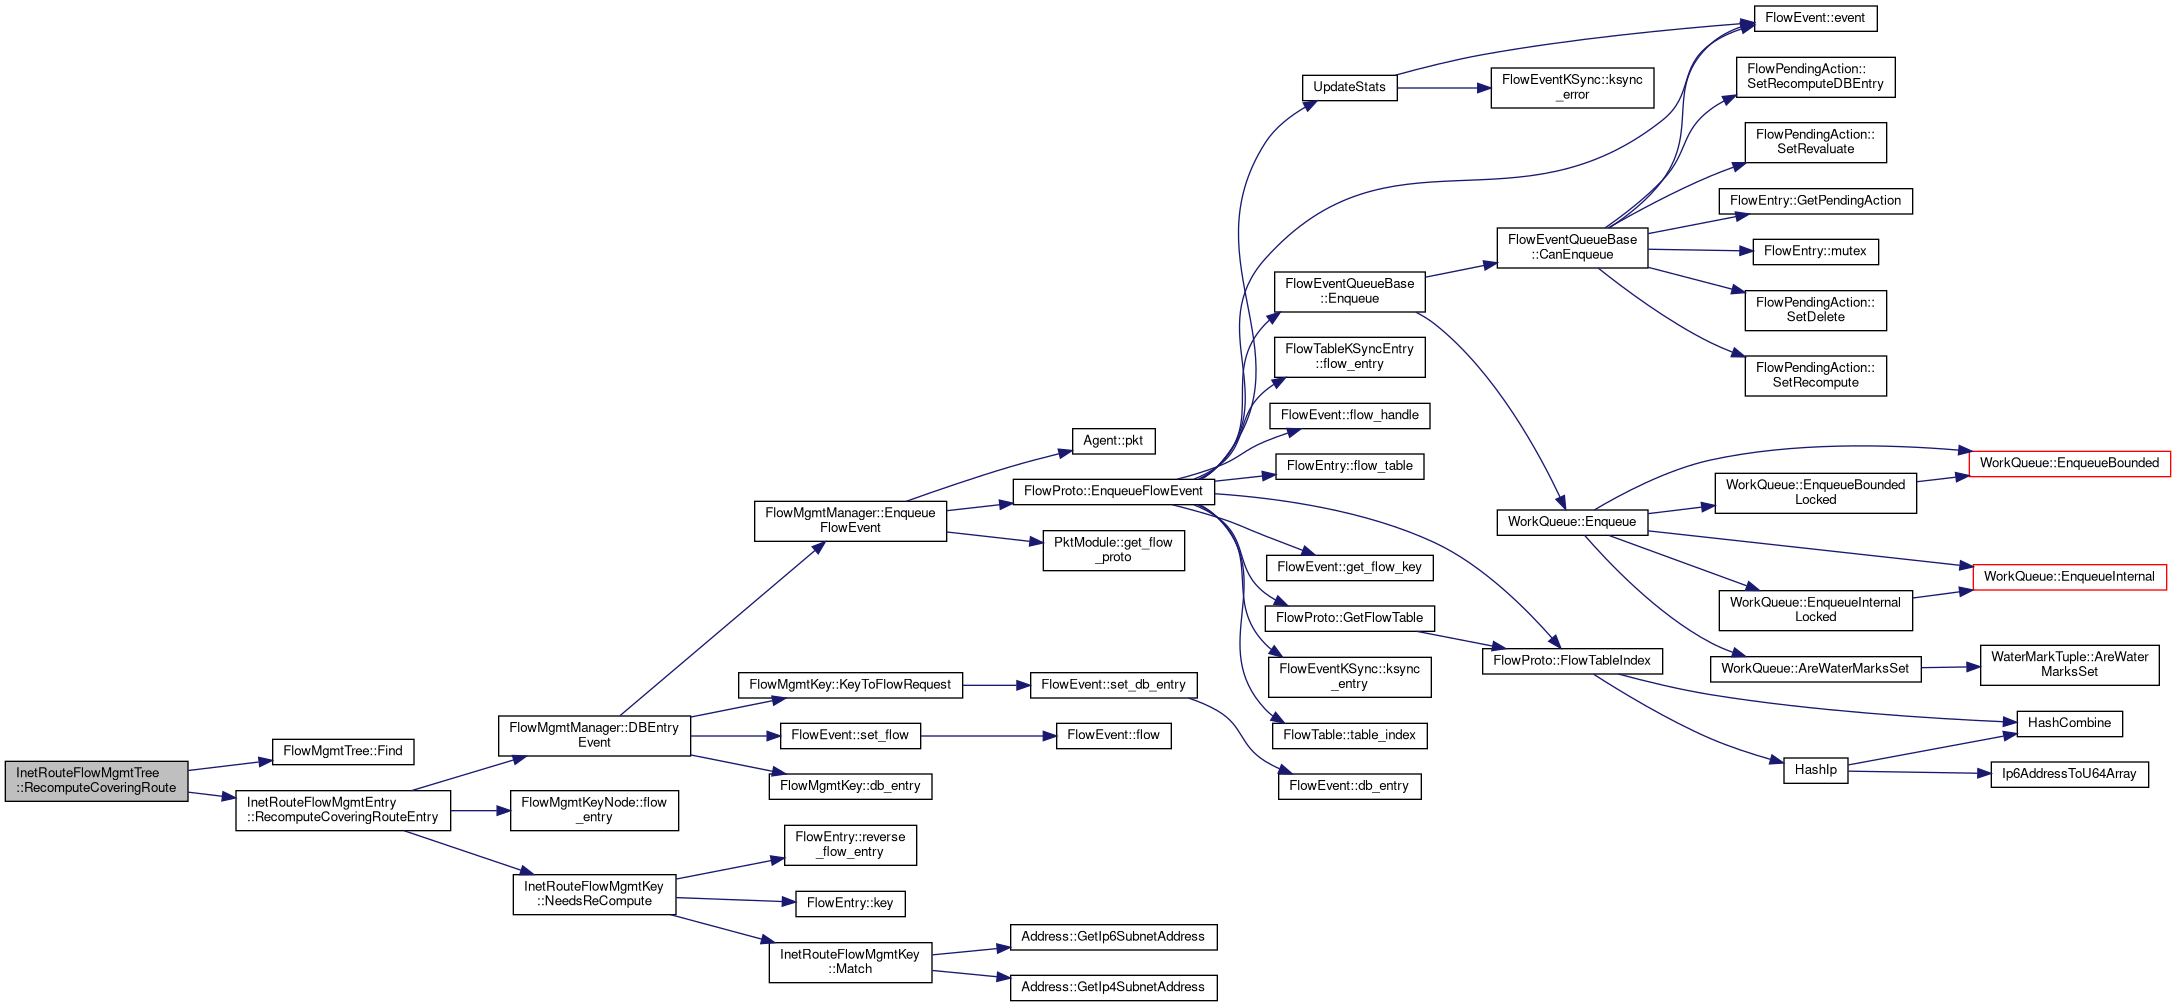 InetRouteFlowMgmtTree
::RecomputeCoveringRoute
FlowMgmtTree::Find
InetRouteFlowMgmtEntry
::RecomputeCoveringRouteEntry
FlowMgmtManager::DBEntry
Event
FlowMgmtKeyNode::flow
_entry
InetRouteFlowMgmtKey
::NeedsReCompute
FlowMgmtManager::Enqueue
FlowEvent
FlowMgmtKey::KeyToFlowRequest
FlowEvent::set_flow
FlowMgmtKey::db_entry
FlowEntry::reverse
_flow_entry
FlowEntry::key
InetRouteFlowMgmtKey
::Match
Agent::pkt
FlowProto::EnqueueFlowEvent
PktModule::get_flow
_proto
FlowEvent::set_db_entry
FlowEvent::flow
Address::GetIp6SubnetAddress
Address::GetIp4SubnetAddress
UpdateStats
FlowEventQueueBase
::Enqueue
FlowTableKSyncEntry
::flow_entry
FlowEvent::flow_handle
FlowEntry::flow_table
FlowEvent::get_flow_key
FlowProto::GetFlowTable
FlowEventKSync::ksync
_entry
FlowTable::table_index
FlowEvent::db_entry
FlowEventKSync::ksync
_error
FlowEventQueueBase
::CanEnqueue
WorkQueue::Enqueue
FlowProto::FlowTableIndex
FlowEvent::event
FlowPendingAction::
SetRecomputeDBEntry
FlowPendingAction::
SetRevaluate
FlowEntry::GetPendingAction
FlowEntry::mutex
FlowPendingAction::
SetDelete
FlowPendingAction::
SetRecompute
WorkQueue::EnqueueBounded
Locked
WorkQueue::EnqueueInternal
Locked
WorkQueue::AreWaterMarksSet
HashIp
WorkQueue::EnqueueBounded
WorkQueue::EnqueueInternal
WaterMarkTuple::AreWater
MarksSet
HashCombine
Ip6AddressToU64Array